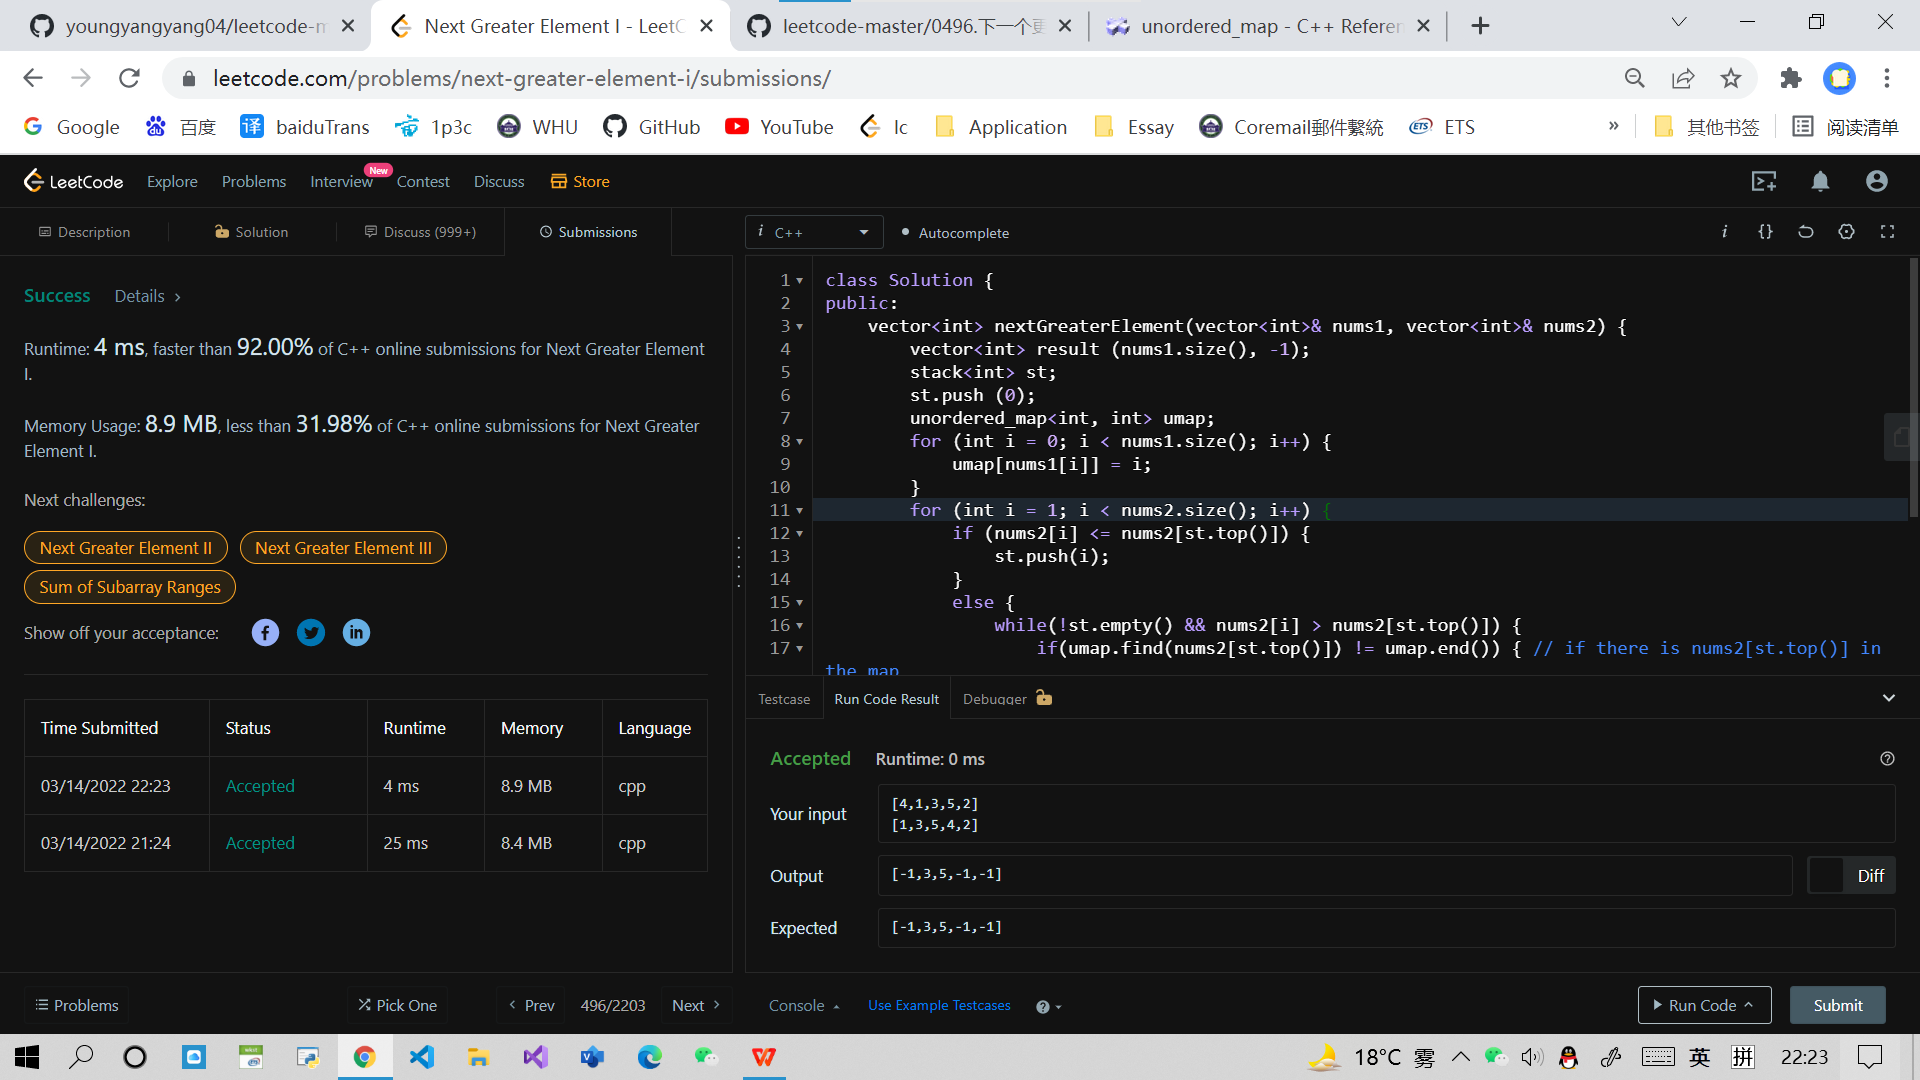 youngyangyang04/leetcode-m
Next Greater Element I - LeetC
leetcode-master/0496.下一个更
unordered_map - C++ Referen
leetcode.com/problems/next-greater-element-i/submissions/
Google 百度 baiduTrans 1p3c WHU GitHub YouTube lc Application Essay Coremail郵件繫統 ETS » 其他书签 阅读清单
LeetCode Explore Problems Interview New Contest Discuss Store
Description Solution Discuss (999+) Submissions
i C++ Autocomplete
Success Details >
Runtime: 4 ms, faster than 92.00% of C++ online submissions for Next Greater Element
I.
Memory Usage: 8.9 MB, less than 31.98% of C++ online submissions for Next Greater
Element I.
Next challenges:
Next Greater Element II Next Greater Element III
Sum of Subarray Ranges
Show off your acceptance:
Time Submitted Status Runtime Memory Language
03/14/2022 22:23 Accepted 4 ms 8.9 MB cpp
03/14/2022 21:24 Accepted 25 ms 8.4 MB cpp
1 class Solution {
2 public:
3 vector<int> nextGreaterElement(vector<int>& nums1, vector<int>& nums2) {
4 vector<int> result (nums1.size(), -1);
5 stack<int> st;
6 st.push (0);
7 unordered_map<int, int> umap;
8 for (int i = 0; i < nums1.size(); i++) {
9 umap[nums1[i]] = i;
10 }
11 for (int i = 1; i < nums2.size(); i++) {
12 if (nums2[i] <= nums2[st.top()]) {
13 st.push(i);
14 }
15 else {
16 while(!st.empty() && nums2[i] > nums2[st.top()]) {
17 if(umap.find(nums2[st.top()]) != umap.end()) { // if there is nums2[st.top()] in
the map
Testcase Run Code Result Debugger
Accepted Runtime: 0 ms
Your input
[4,1,3,5,2]
[1,3,5,4,2]
Output [-1,3,5,-1,-1] Diff
Expected [-1,3,5,-1,-1]
Problems Pick One < Prev 496/2203 Next > Console Use Example Testcases Run Code Submit
18°C 雾 英 拼 22:23